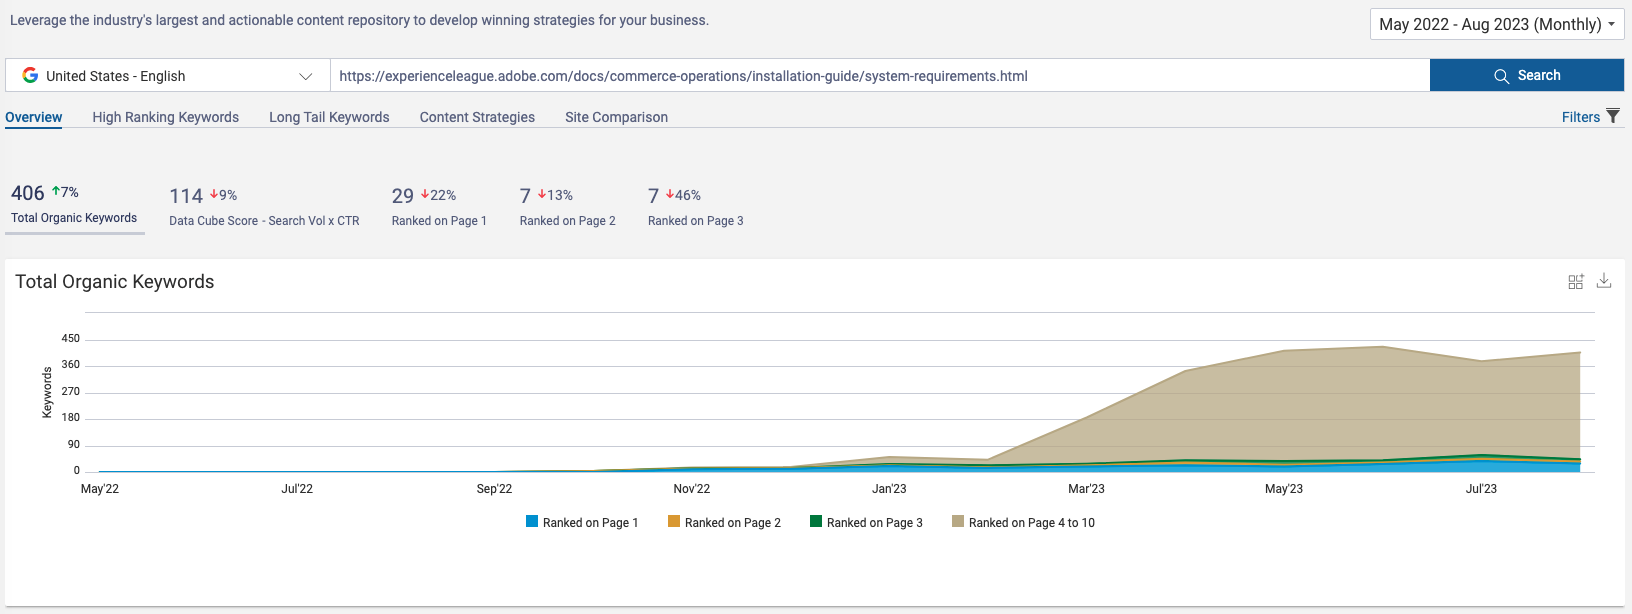 Leverage the industry's largest and actionable content repository to develop winning strategies for your business.
May 2022 - Aug 2023 (Monthly)
United States - English
https://experienceleague.adobe.com/docs/commerce-operations/installation-guide/system-requirements.html
Search
Overview High Ranking Keywords Long Tail Keywords Content Strategies Site Comparison
Filters
406 ↑7%
Total Organic Keywords
114 ↓9%
Data Cube Score - Search Vol x CTR
29 ↓22%
Ranked on Page 1
7 ↓13%
Ranked on Page 2
7 ↓46%
Ranked on Page 3
Total Organic Keywords
Keywords
450
360
270
180
90
0
May'22 Jul'22 Sep'22 Nov'22 Jan'23 Mar'23 May'23 Jul'23
Ranked on Page 1 Ranked on Page 2 Ranked on Page 3 Ranked on Page 4 to 10